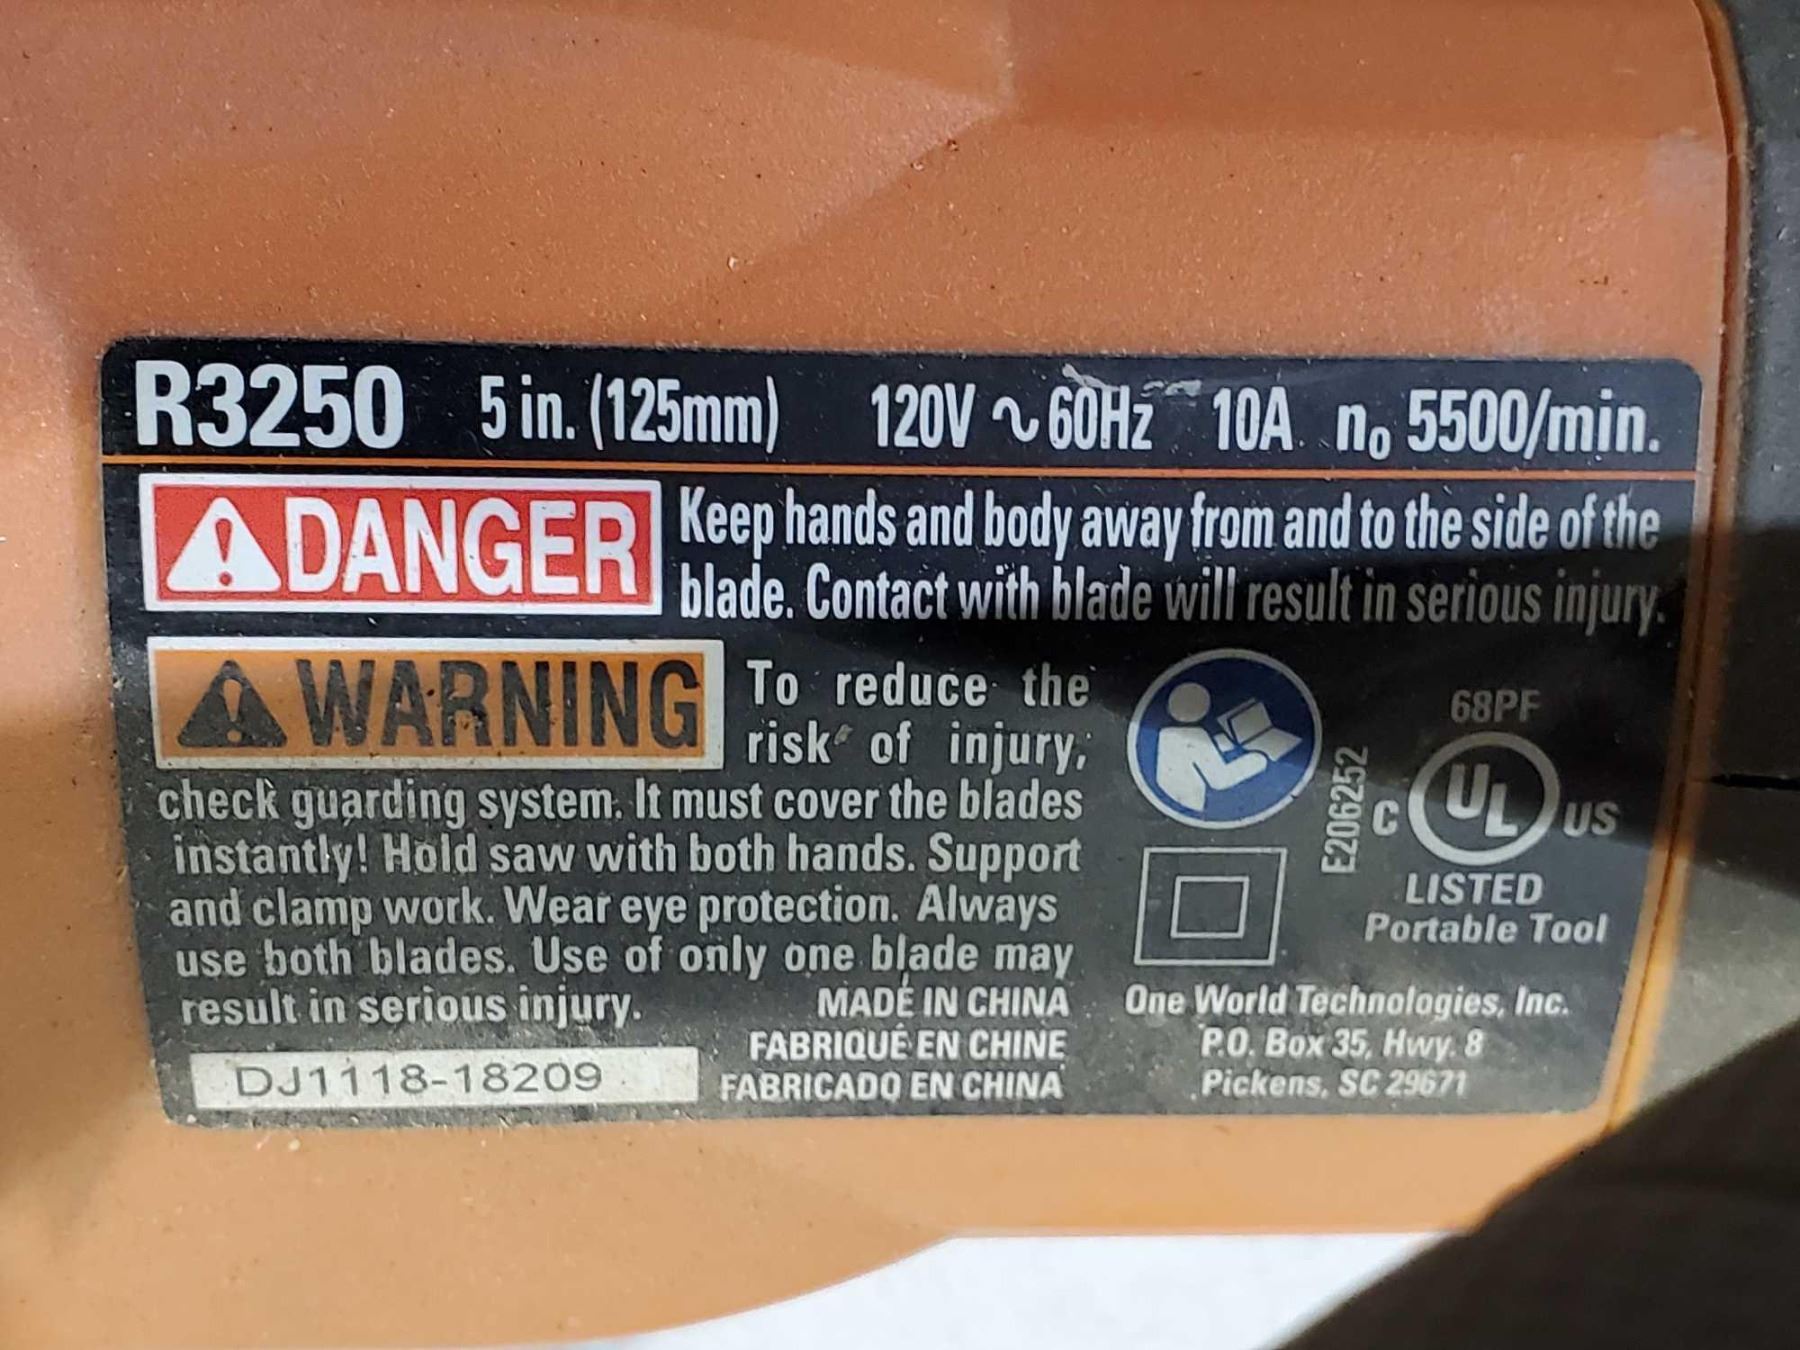 R3250 5 in. (125mm) 120V ∿ 60Hz 10A n₀ 5500/min.
DANGER Keep hands and body away from and to the side of the
blade. Contact with blade will result in serious injury.
WARNING To reduce the
risk of injury,
check guarding system. It must cover the blades
instantly! Hold saw with both hands. Support
and clamp work. Wear eye protection. Always
use both blades. Use of only one blade may
result in serious injury.
MADE IN CHINA
FABRIQUÉ EN CHINE
FABRICADO EN CHINA
DJ1118-18209
E206252
68PF
C UL US
LISTED
Portable Tool
One World Technologies, Inc.
P.O. Box 35, Hwy. 8
Pickens, SC 29671